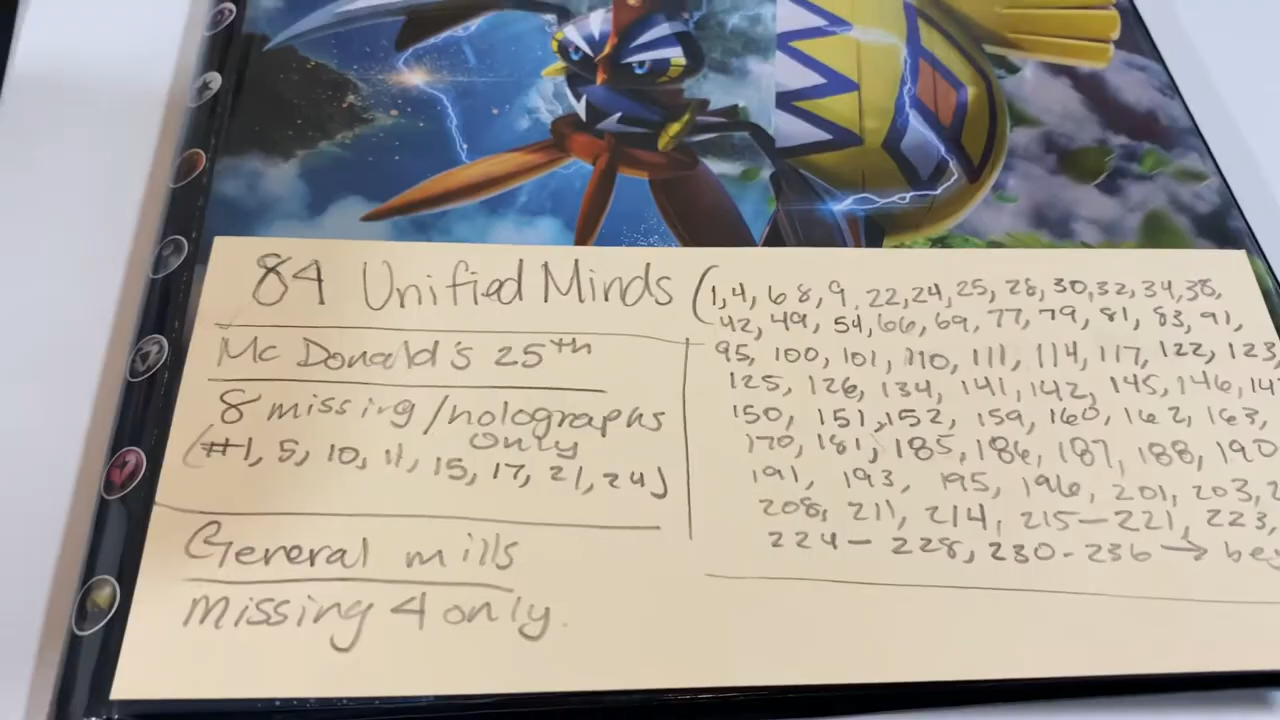 84 Unified Minds (1, 4, 6 8, 9, 22, 24, 25, 28, 30, 32, 34, 38,
42, 49, 54, 66, 69, 77, 79, 81, 83, 91,
95, 100, 101, 110, 111, 114, 117, 122, 123,
125, 126, 134, 141, 142, 145, 146,
150, 151, 152, 159, 160, 162, 163,
170, 181, 185, 186, 187, 188, 190
191, 193, 195, 196, 201, 203,
208, 211, 214, 215-221, 223,
224-228, 230-236 →
Mc Donald's 25th
8 missing/holographs
only
(#1, 5, 10, 11, 15, 17, 21, 24)
General mills
missing 4 only.